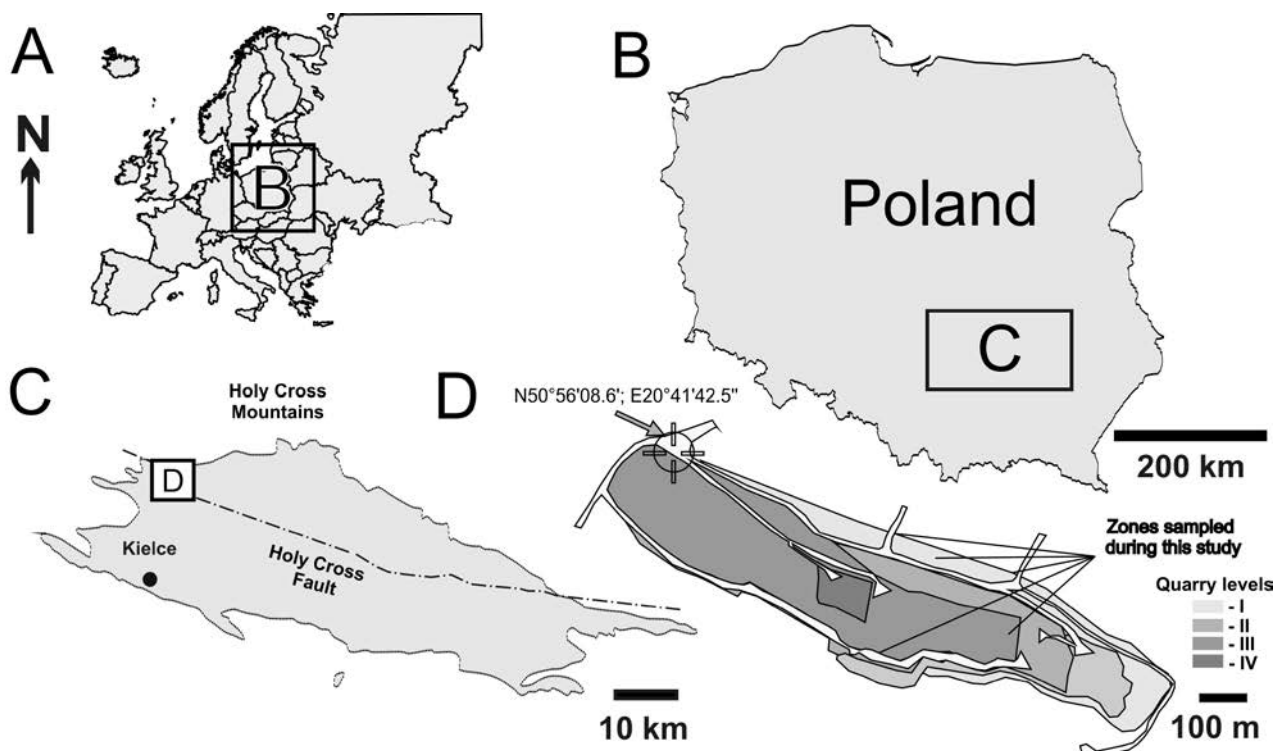 A
N
B
B
Poland
C
200 km
C
Holy Cross
Mountains
D
Kielce
Holy Cross
Fault
10 km
D
N50°56'08.6'; E20°41'42.5"
Zones sampled
during this study
Quarry levels
- I
- II
- III
- IV
100 m